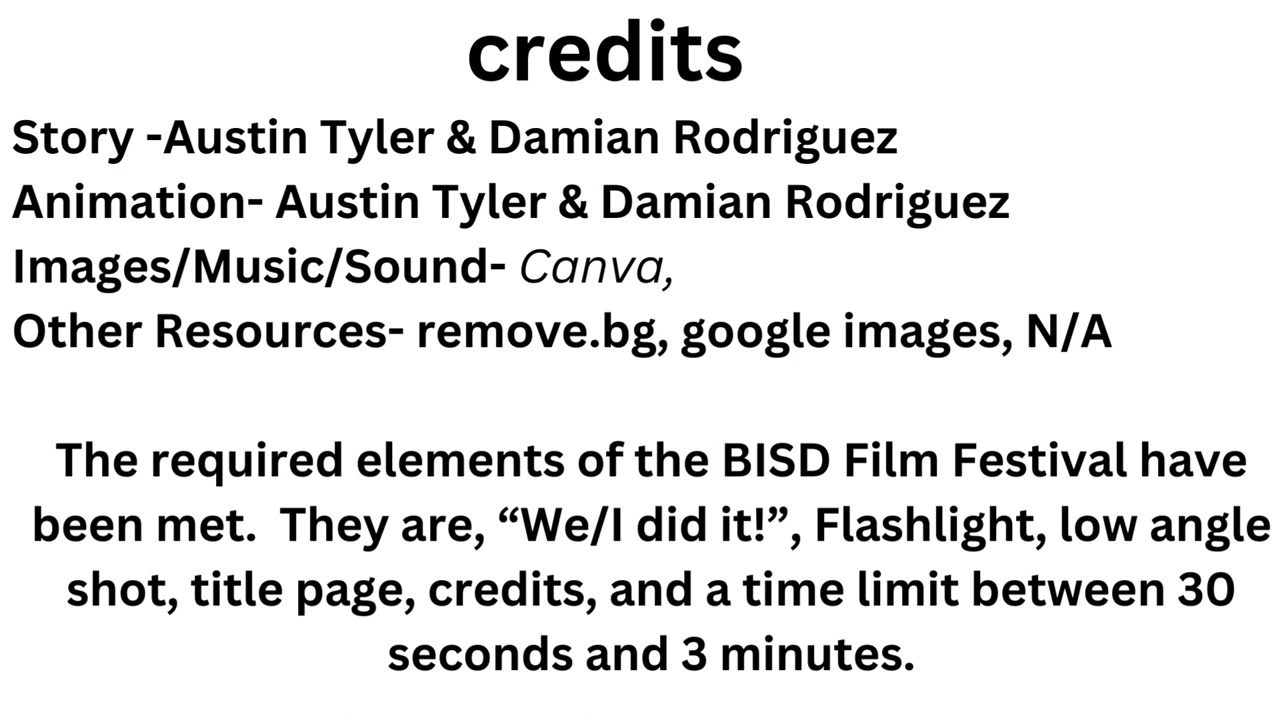 credits
Story -Austin Tyler & Damian Rodriguez
Animation- Austin Tyler & Damian Rodriguez
Images/Music/Sound- Canva,
Other Resources- remove.bg, google images, N/A
The required elements of the BISD Film Festival have
been met.  They are, “We/I did it!”, Flashlight, low angle
shot, title page, credits, and a time limit between 30
seconds and 3 minutes.